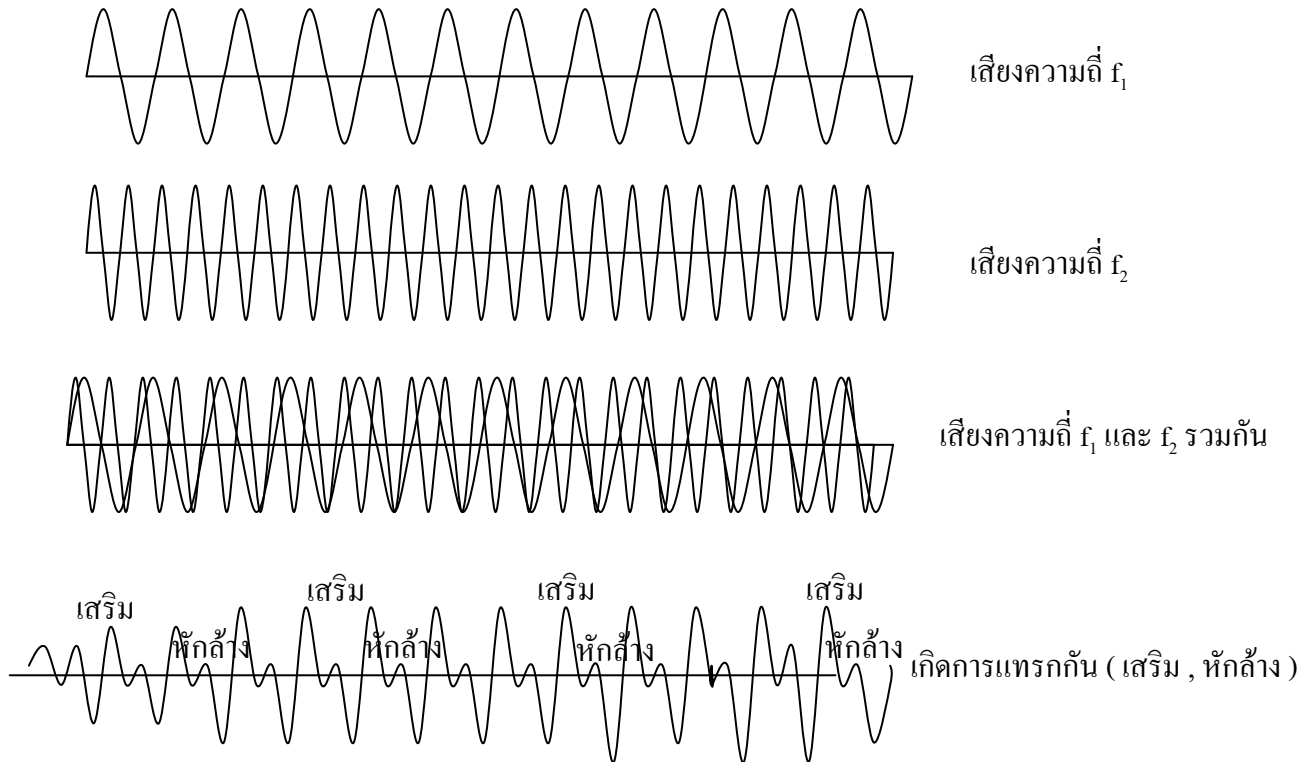 เสียงความถี่ f₁
เสียงความถี่ f₂
เสียงความถี่ f₁ และ f₂ รวมกัน
เสริม เสริม เสริม เสริม
หักล้าง หักล้าง หักล้าง หักล้าง
เกิดการแทรกกัน ( เสริม , หักล้าง )